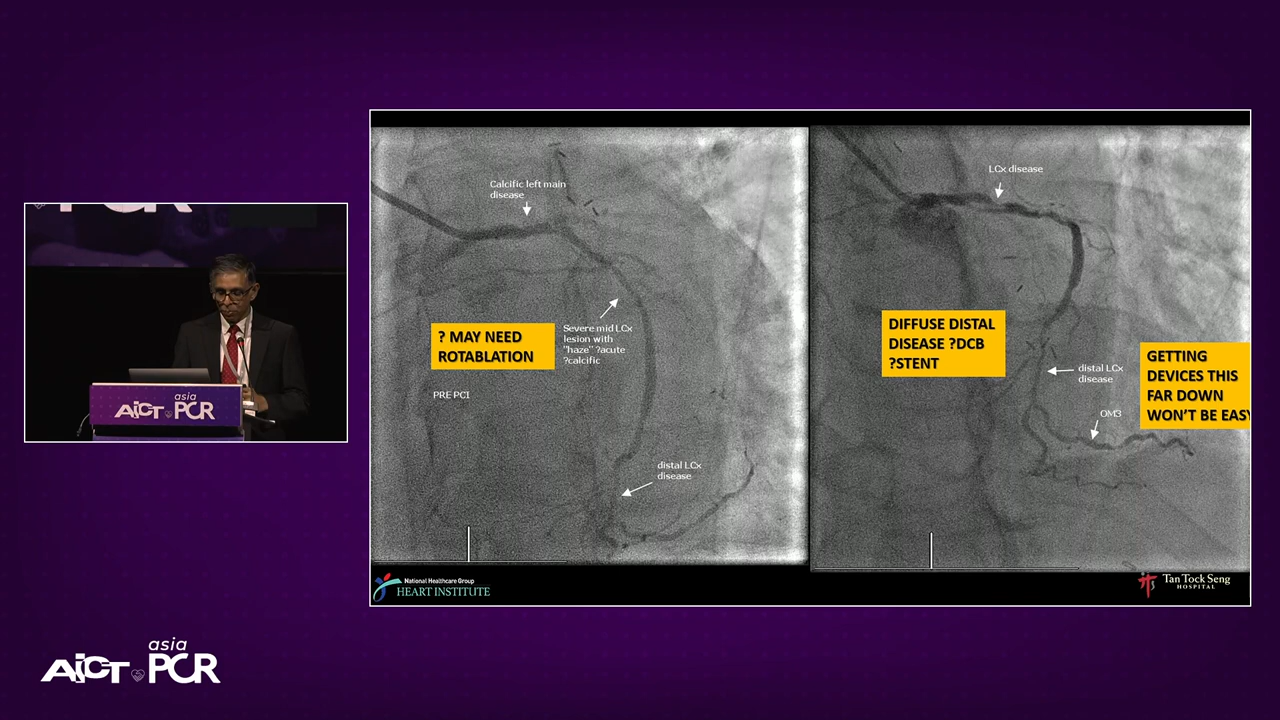 PCR
asia
AICT PCR
Calcific left main
disease
Severe mid LCx
lesion with
"haze" ?acute
?calcific
? MAY NEED
ROTABLATION
PRE PCI
distal LCx
disease
LCx disease
DIFFUSE DISTAL
DISEASE ?DCB
?STENT
distal LCx
disease
OM3
GETTING
DEVICES THIS
FAR DOWN
WON'T BE EASY
National Healthcare Group
HEART INSTITUTE
Tan Tock Seng
HOSPITAL
asia
AICT PCR